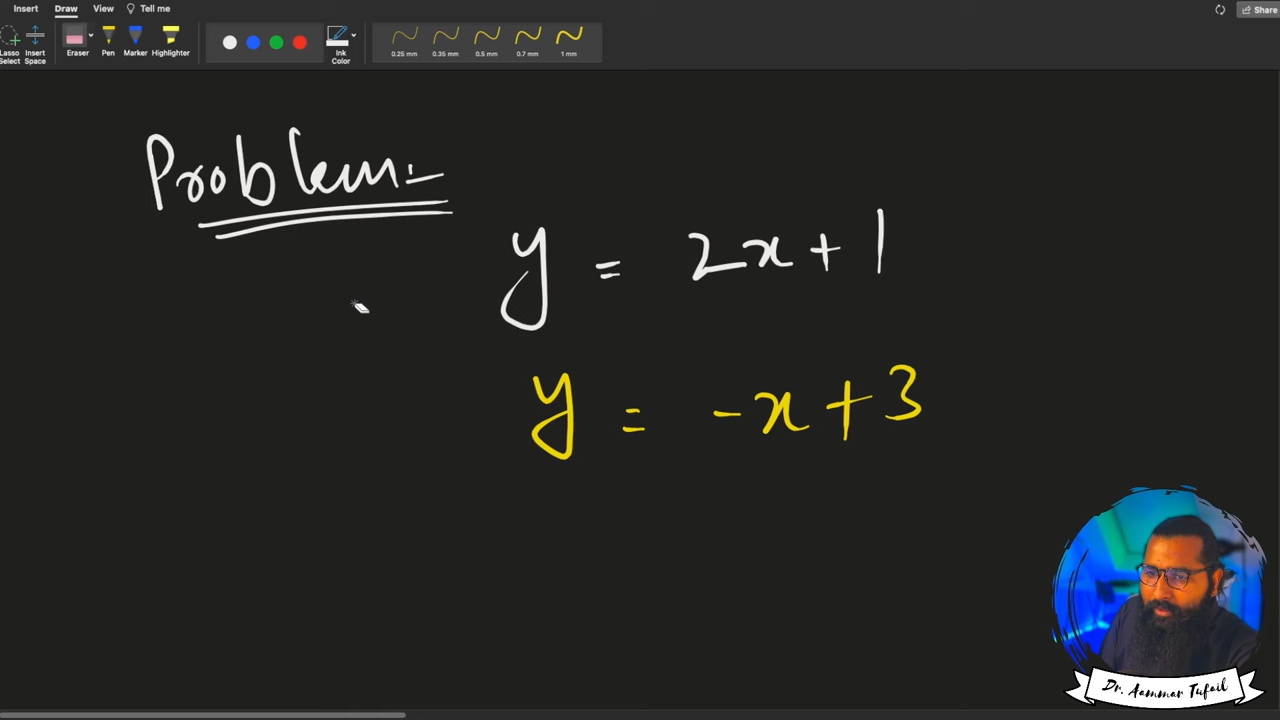 Insert Draw View Tell me Share
Lasso Select Insert Space Eraser Pen Marker Highlighter Ink Color 0.25 mm 0.35 mm 0.5 mm 0.7 mm 1 mm
Problem:-
y = 2x + 1
y = -x + 3
Dr. Aammar Tufail